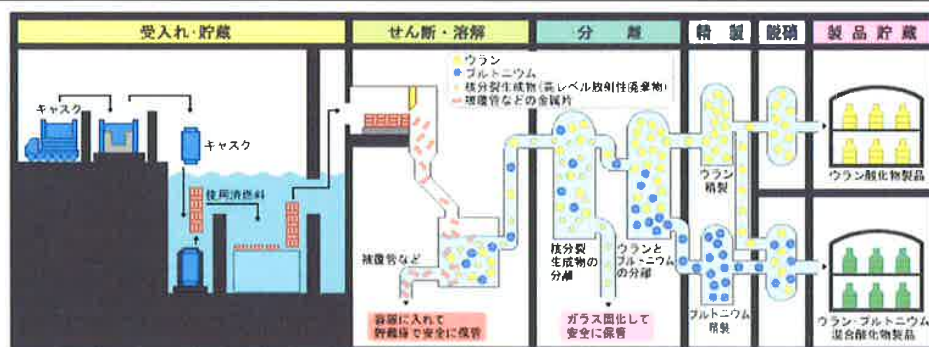 受入れ・貯蔵
せん断・溶解
分離
精製
脱硝
製品貯蔵
キャスク
キャスク
使用済燃料
ウラン
プルトニウム
核分裂生成物(高レベル放射性廃棄物)
被覆管などの金属片
被覆管など
容器に入れて
貯蔵庫で安全に保管
核分裂
生成物の
分離
ウランと
プルトニウム
の分離
ガラス固化して
安全に保管
ウラン
精製
プルトニウム
精製
ウラン酸化物製品
ウラン・プルトニウム
混合酸化物製品